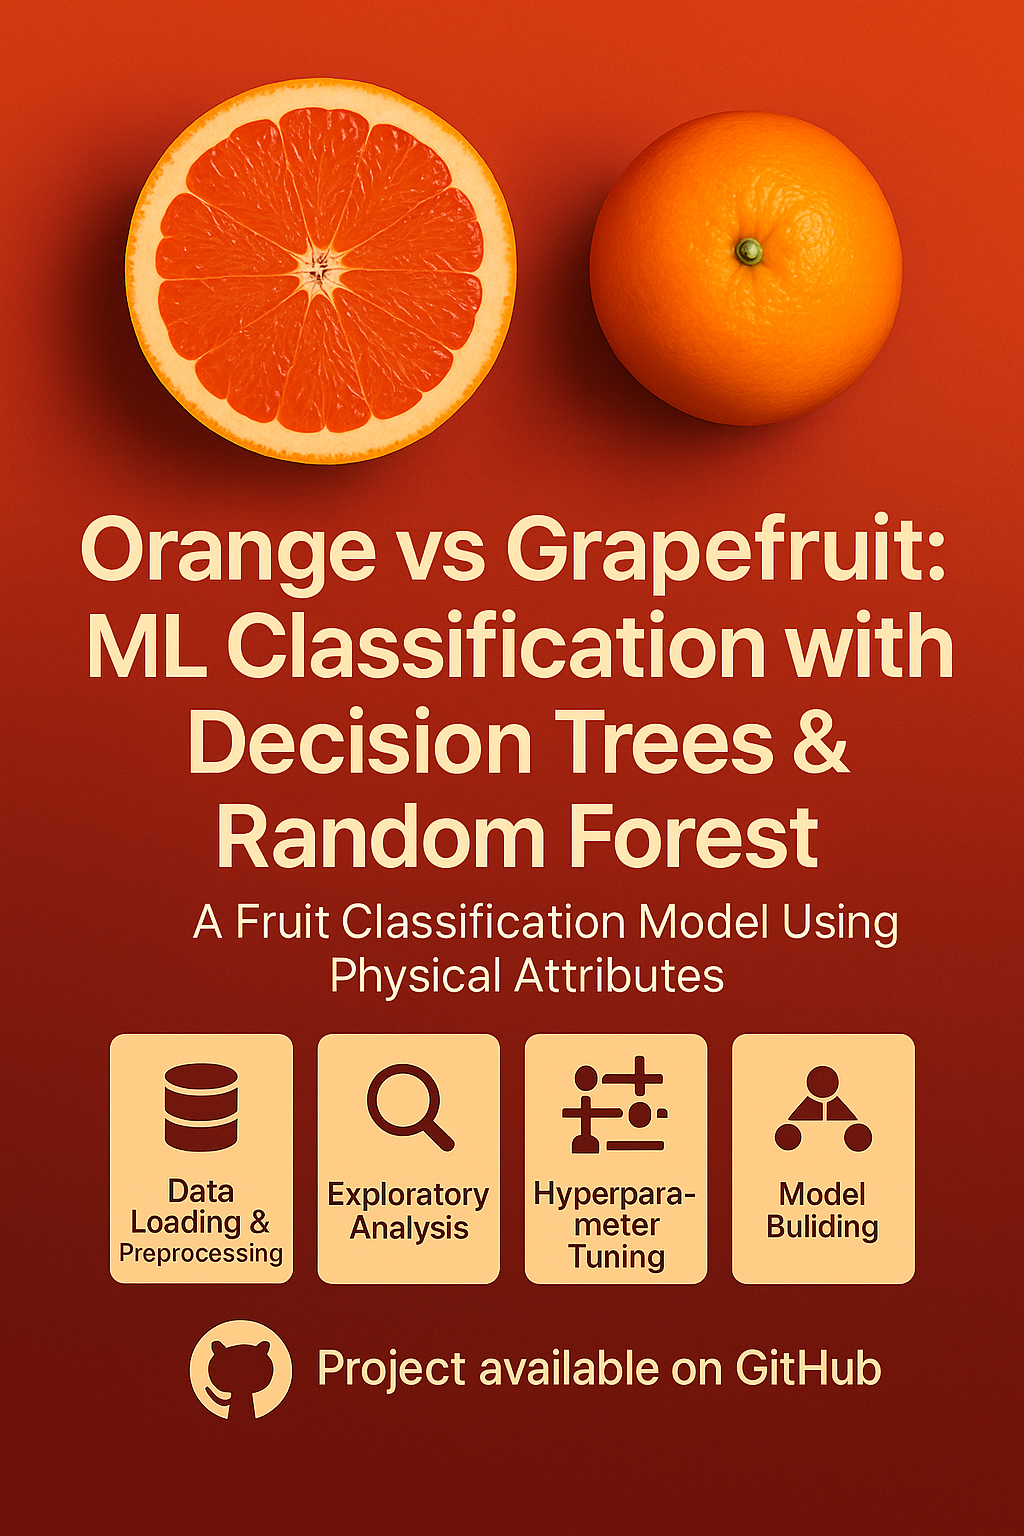 Orange vs Grapefruit:
ML Classification with
Decision Trees &
Random Forest
A Fruit Classification Model Using
Physical Attributes
Data
Loading &
Preprocessing
Exploratory
Analysis
Hyperpara-
meter
Tuning
Model
Buliding
Project available on GitHub